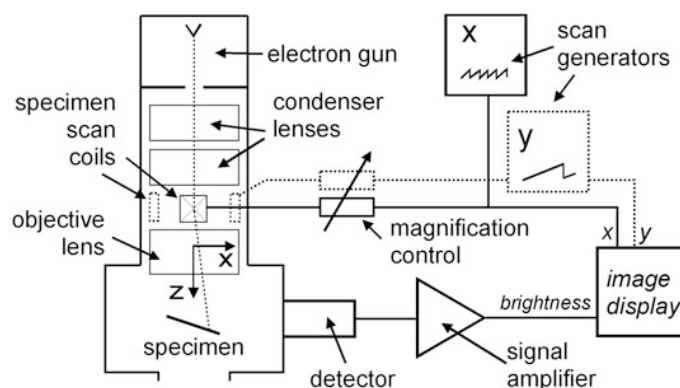 electron gun
x
scan
generators
specimen
scan
coils
condenser
lenses
y
objective
lens
magnification
control
x
y
x
z
image
display
brightness
specimen
detector
signal
amplifier